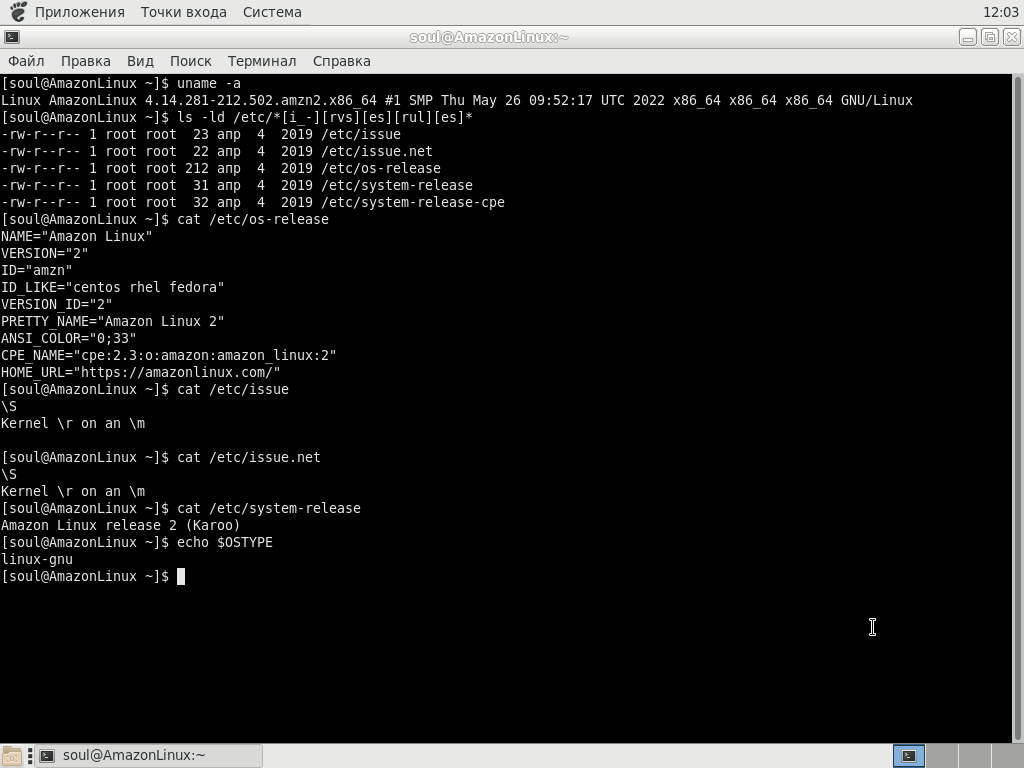 Приложения Точки входа Система 12:03
soul@AmazonLinux:~
Файл Правка Вид Поиск Терминал Справка
[soul@AmazonLinux ~]$ uname -a
Linux AmazonLinux 4.14.281-212.502.amzn2.x86_64 #1 SMP Thu May 26 09:52:17 UTC 2022 x86_64 x86_64 x86_64 GNU/Linux
[soul@AmazonLinux ~]$ ls -ld /etc/*[i_-][rvs][es][rul][es]*
-rw-r--r-- 1 root root  23 апр  4  2019 /etc/issue
-rw-r--r-- 1 root root  22 апр  4  2019 /etc/issue.net
-rw-r--r-- 1 root root 212 апр  4  2019 /etc/os-release
-rw-r--r-- 1 root root  31 апр  4  2019 /etc/system-release
-rw-r--r-- 1 root root  32 апр  4  2019 /etc/system-release-cpe
[soul@AmazonLinux ~]$ cat /etc/os-release
NAME="Amazon Linux"
VERSION="2"
ID="amzn"
ID_LIKE="centos rhel fedora"
VERSION_ID="2"
PRETTY_NAME="Amazon Linux 2"
ANSI_COLOR="0;33"
CPE_NAME="cpe:2.3:o:amazon:amazon_linux:2"
HOME_URL="https://amazonlinux.com/"
[soul@AmazonLinux ~]$ cat /etc/issue
\S
Kernel \r on an \m
[soul@AmazonLinux ~]$ cat /etc/issue.net
\S
Kernel \r on an \m
[soul@AmazonLinux ~]$ cat /etc/system-release
Amazon Linux release 2 (Karoo)
[soul@AmazonLinux ~]$ echo $OSTYPE
linux-gnu
[soul@AmazonLinux ~]$
soul@AmazonLinux:~